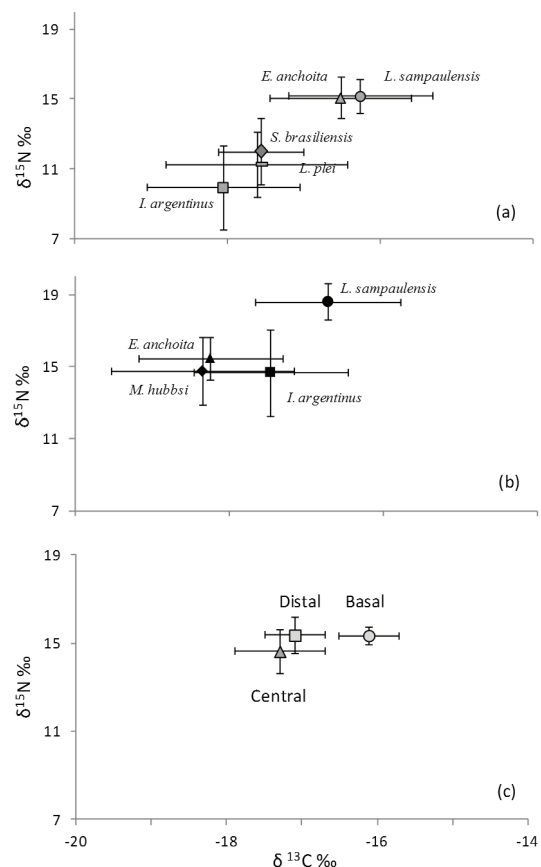 19
15
11
7
δ15N ‰
E. anchoita
L. sampaulensis
S. brasiliensis
L. plei
I. argentinus
(a)
19
15
11
7
δ15N ‰
L. sampaulensis
E. anchoita
M. hubbsi
I. argentinus
(b)
19
15
11
7
δ15N ‰
Distal Basal
Central
(c)
-20 -18 -16 -14
δ 13C ‰